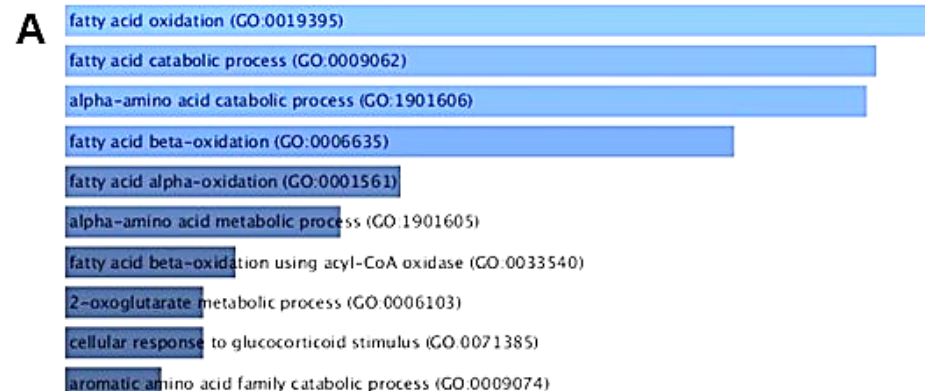 A
fatty acid oxidation (GO:0019395)
fatty acid catabolic process (GO:0009062)
alpha-amino acid catabolic process (GO:1901606)
fatty acid beta-oxidation (GO:0006635)
fatty acid alpha-oxidation (GO:0001561)
alpha-amino acid metabolic process (GO:1901605)
fatty acid beta-oxidation using acyl-CoA oxidase (GO:0033540)
2-oxoglutarate metabolic process (GO:0006103)
cellular response to glucocorticoid stimulus (GO:0071385)
aromatic amino acid family catabolic process (GO:0009074)